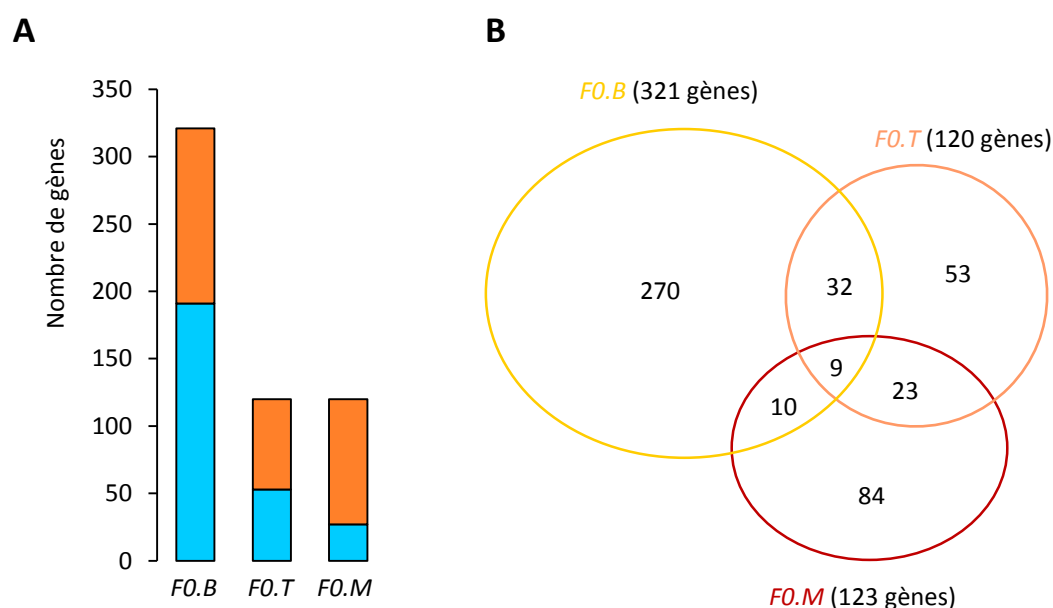 A
B
Nombre de gènes
350
300
250
200
150
100
50
0
F0.B
F0.T
F0.M
F0.B (321 gènes)
F0.T (120 gènes)
270
32
53
9
10
23
84
F0.M (123 gènes)